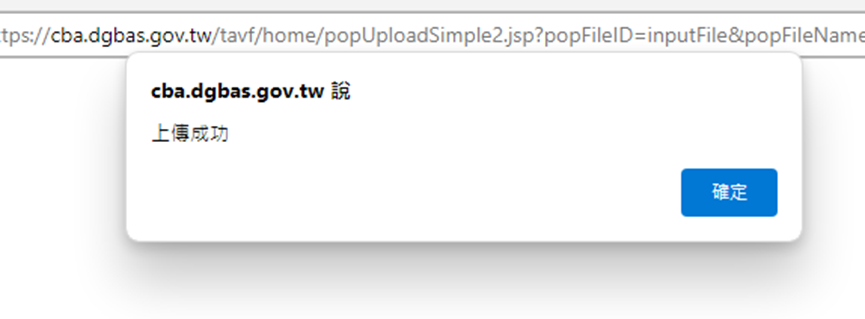 ttps://cba.dgbas.gov.tw/tavf/home/popUploadSimple2.jsp?popFileID=inputFile&popFileName
cba.dgbas.gov.tw 說
上傳成功
確定